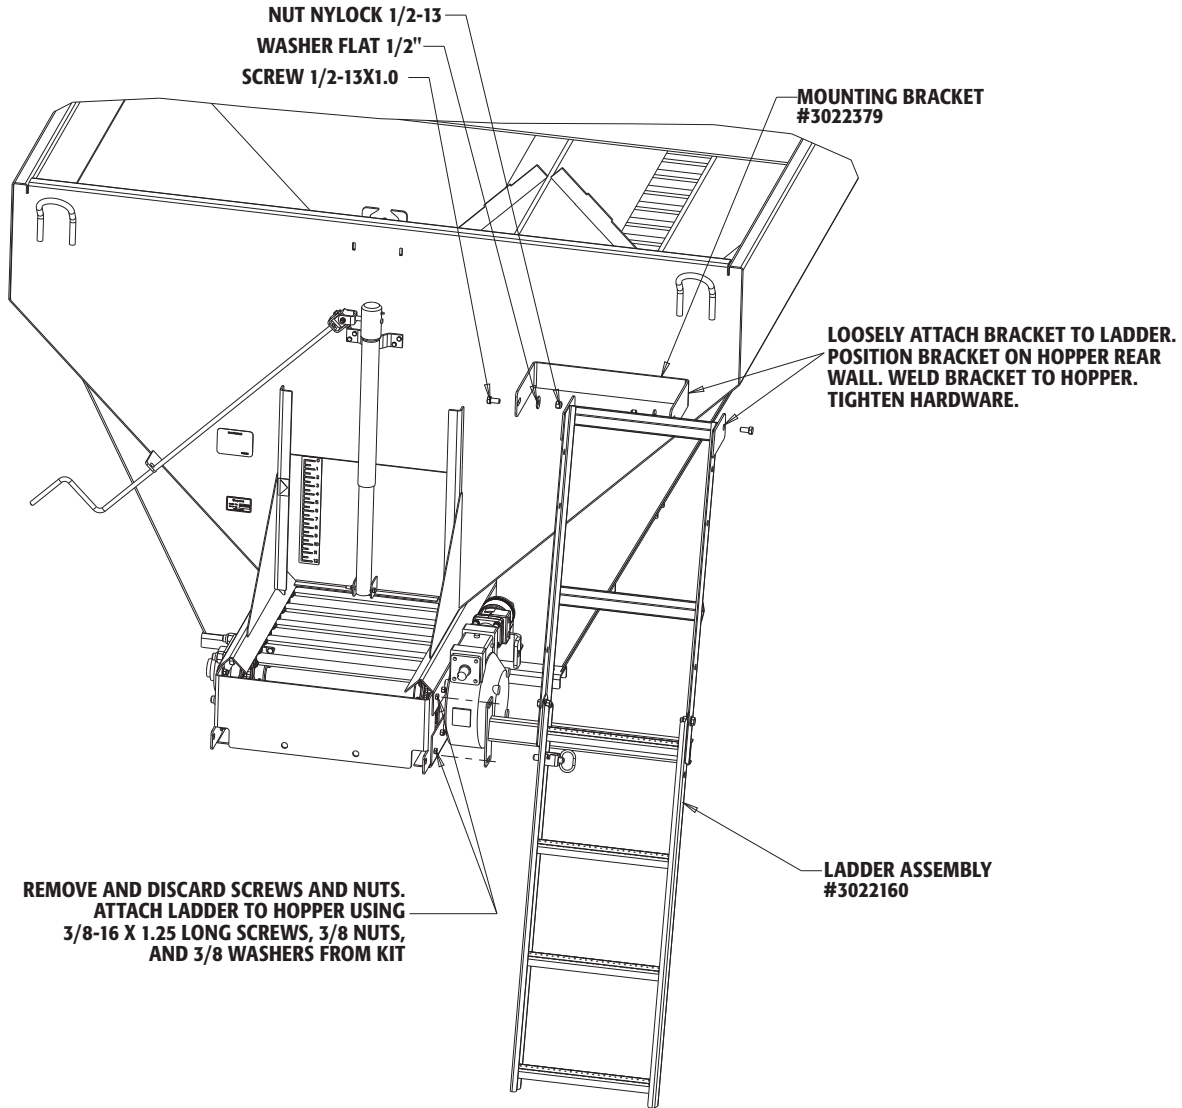 NUT NYLOCK 1/2-13
WASHER FLAT 1/2"
SCREW 1/2-13X1.0
MOUNTING BRACKET
#3022379
LOOSELY ATTACH BRACKET TO LADDER.
POSITION BRACKET ON HOPPER REAR
WALL. WELD BRACKET TO HOPPER.
TIGHTEN HARDWARE.
LADDER ASSEMBLY
#3022160
REMOVE AND DISCARD SCREWS AND NUTS.
ATTACH LADDER TO HOPPER USING
3/8-16 X 1.25 LONG SCREWS, 3/8 NUTS,
AND 3/8 WASHERS FROM KIT